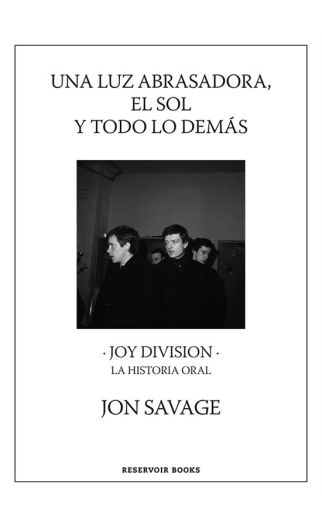 UNA LUZ ABRASADORA,
EL SOL
Y TODO LO DEMÁS
· JOY DIVISION ·
LA HISTORIA ORAL
JON SAVAGE
RESERVOIR BOOKS